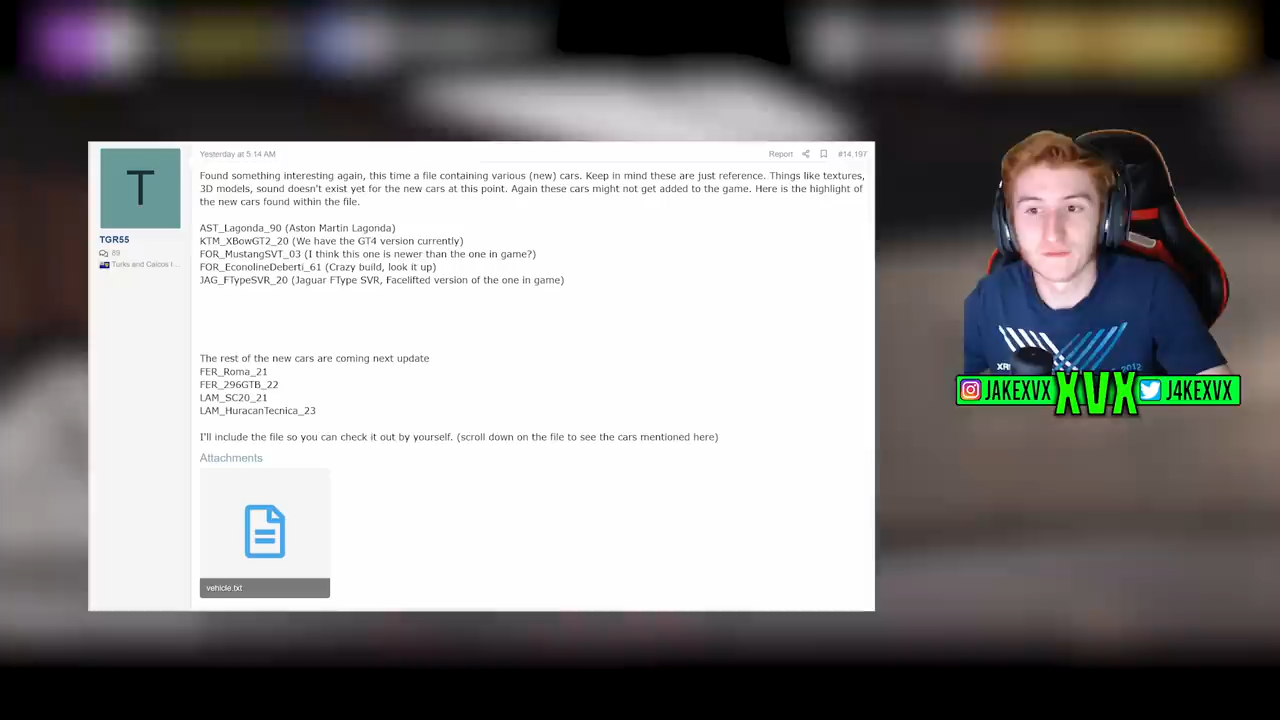 Yesterday at 5:14 AM
Report
#14,197
T
TGR55
89
Turks and Caicos I...
Found something interesting again, this time a file containing various (new) cars. Keep in mind these are just reference. Things like textures,
3D models, sound doesn't exist yet for the new cars at this point. Again these cars might not get added to the game. Here is the highlight of
the new cars found within the file.
AST_Lagonda_90 (Aston Martin Lagonda)
KTM_XBowGT2_20 (We have the GT4 version currently)
FOR_MustangSVT_03 (I think this one is newer than the one in game?)
FOR_EconolineDeberti_61 (Crazy build, look it up)
JAG_FTypeSVR_20 (Jaguar FType SVR, Facelifted version of the one in game)
The rest of the new cars are coming next update
FER_Roma_21
FER_296GTB_22
LAM_SC20_21
LAM_HuracanTecnica_23
I'll include the file so you can check it out by yourself. (scroll down on the file to see the cars mentioned here)
Attachments
vehicle.txt
2012
JAKEXVX XVX J4KEXVX